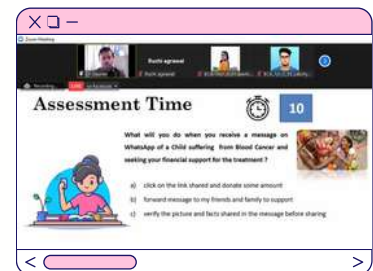 Zoom Meeting
Ruchi agrawal
Ruchi agrawal
Recording...
LIVE
Assessment Time
10
What will you do when you receive a message on
WhatsApp of a Child suffering from Blood Cancer and
seeking your financial support for the treatment ?
a) click on the link shared and donate some amount
b) forward message to my friends and family to support
c) verify the picture and facts shared in the message before sharing